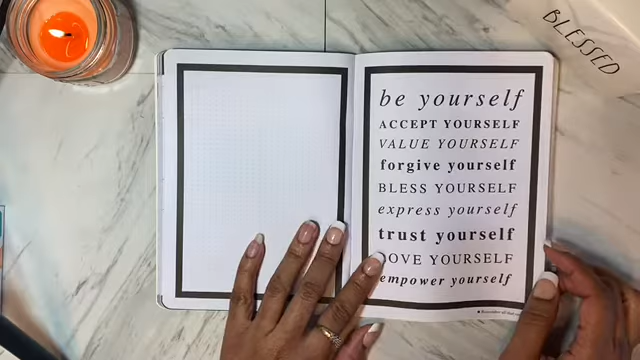 BLESSED
be yourself
ACCEPT YOURSELF
VALUE YOURSELF
forgive yourself
BLESS YOURSELF
express yourself
trust yourself
LOVE YOURSELF
empower yourself